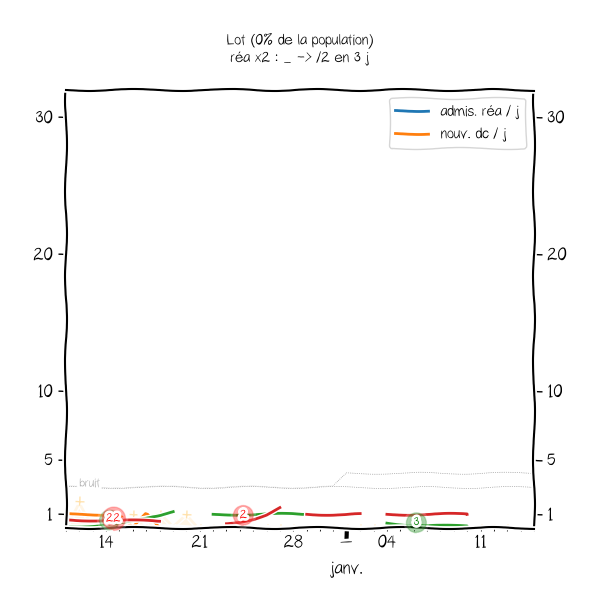 Lot (0% de la population)
réa x2 : _ -> /2 en 3 j
admis. réa / j
nouv. dc / j
30 30
20 20
10 10
5 5
bruit
1 22 2 3 1
14 21 28 _ 04 11
janv.